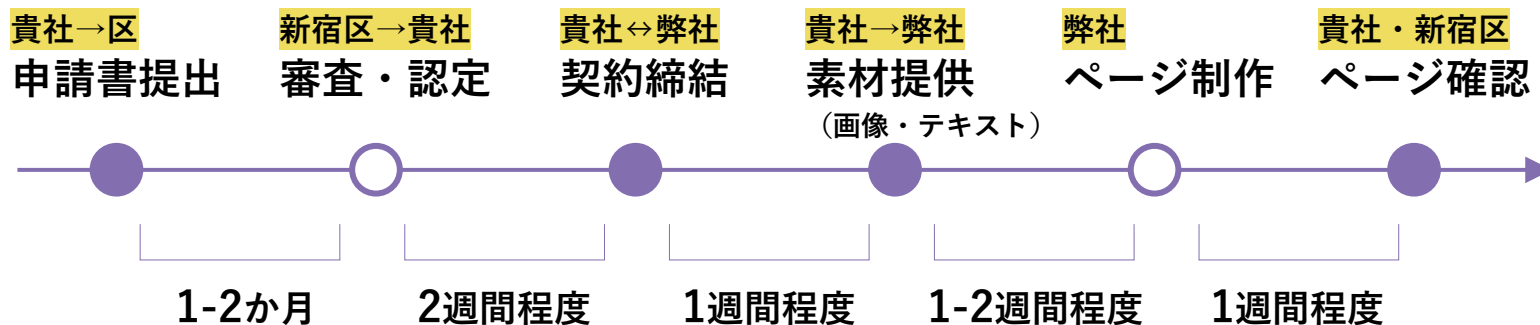 貴社→区
申請書提出
新宿区→貴社
審査・認定
貴社↔弊社
契約締結
貴社→弊社
素材提供
（画像・テキスト）
弊社
ページ制作
貴社・新宿区
ページ確認
1-2か月
2週間程度
1週間程度
1-2週間程度
1週間程度